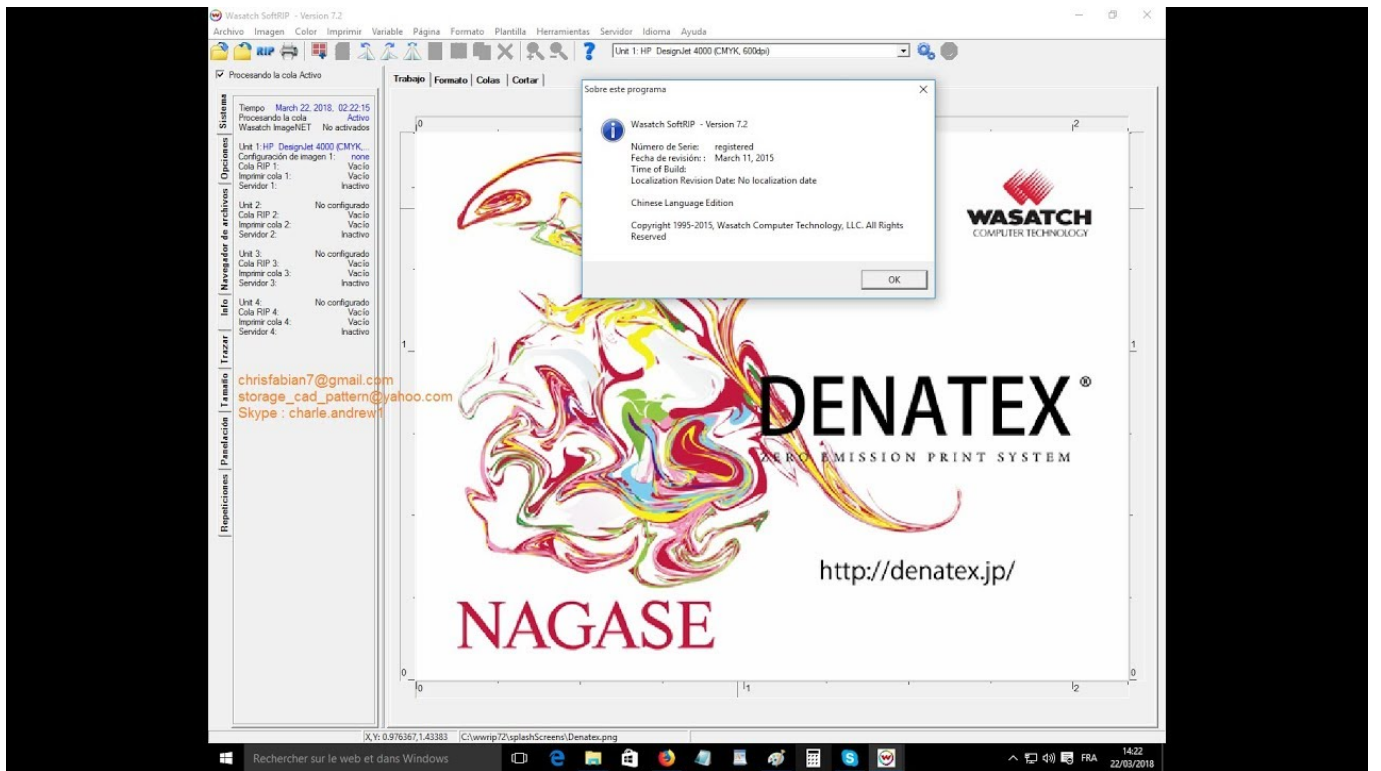 Wasatch SoftRIP - Version 7.2
Archivo Imagen Color Imprimir Variable Página Formato Plantilla Herramientas Servidor Idioma Ayuda
RIP
Unit 1: HP DesignJet 4000 (CMYK, 600dpi)
Procesando la cola Activo
Trabajo Formato Colas Cortar
Sistema
Opciones
Navegador de archivos
Info
Trazar
Tamaño
Panelación
Repeticiones
Tiempo March 22, 2018, 02:22:15
Procesando la cola Activo
Wasatch ImageNET No activados
Unit 1:HP DesignJet 4000 (CMYK,...
Configuración de imagen 1: none
Cola RIP 1: Vacío
Imprimir cola 1: Vacío
Servidor 1: Inactivo
Unit 2: No configurado
Cola RIP 2: Vacío
Imprimir cola 2: Vacío
Servidor 2: Inactivo
Unit 3: No configurado
Cola RIP 3: Vacío
Imprimir cola 3: Vacío
Servidor 3: Inactivo
Unit 4: No configurado
Cola RIP 4: Vacío
Imprimir cola 4: Vacío
Servidor 4: Inactivo
chrisfabian7@gmail.com
storage_cad_pattern@yahoo.com
Skype : charle.andrew1
Sobre este programa
Wasatch SoftRIP - Version 7.2
Número de Serie: registered
Fecha de revisión: : March 11, 2015
Time of Build:
Localization Revision Date: No localization date
Chinese Language Edition
Copyright 1995-2015, Wasatch Computer Technology, LLC. All Rights
Reserved
OK
0
2
WASATCH
COMPUTER TECHNOLOGY
1
1
DENATEX®
ZERO EMISSION PRINT SYSTEM
http://denatex.jp/
NAGASE
0
0
0
1
2
X,Y: 0.976367,1.43383 C:\wwrip72\splashScreens\Denatex.png
Rechercher sur le web et dans Windows
FRA
14:22
22/03/2018